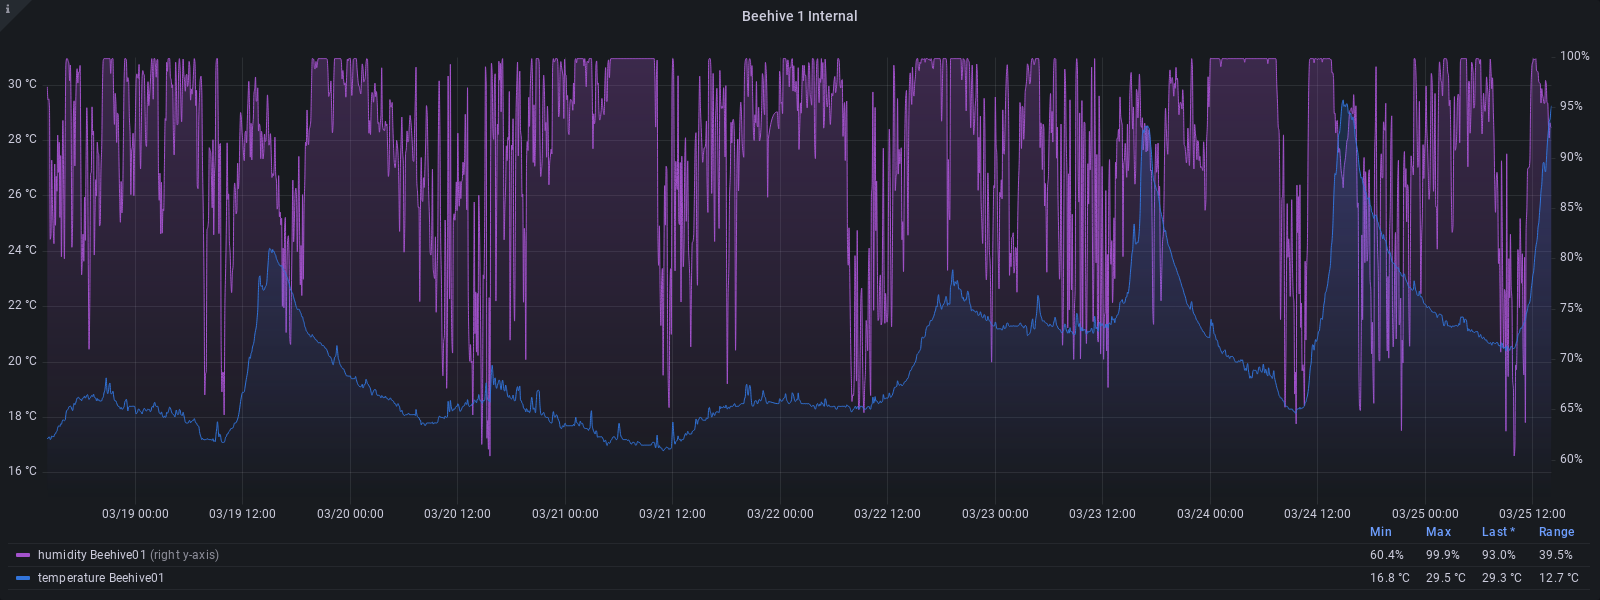 i
Beehive 1 Internal
30 °C
28 °C
26 °C
24 °C
22 °C
20 °C
18 °C
16 °C
100%
95%
90%
85%
80%
75%
70%
65%
60%
03/19 00:00 03/19 12:00 03/20 00:00 03/20 12:00 03/21 00:00 03/21 12:00 03/22 00:00 03/22 12:00 03/23 00:00 03/23 12:00 03/24 00:00 03/24 12:00 03/25 00:00 03/25 12:00
Min Max Last * Range
humidity Beehive01 (right y-axis) 60.4% 99.9% 93.0% 39.5%
temperature Beehive01 16.8 °C 29.5 °C 29.3 °C 12.7 °C